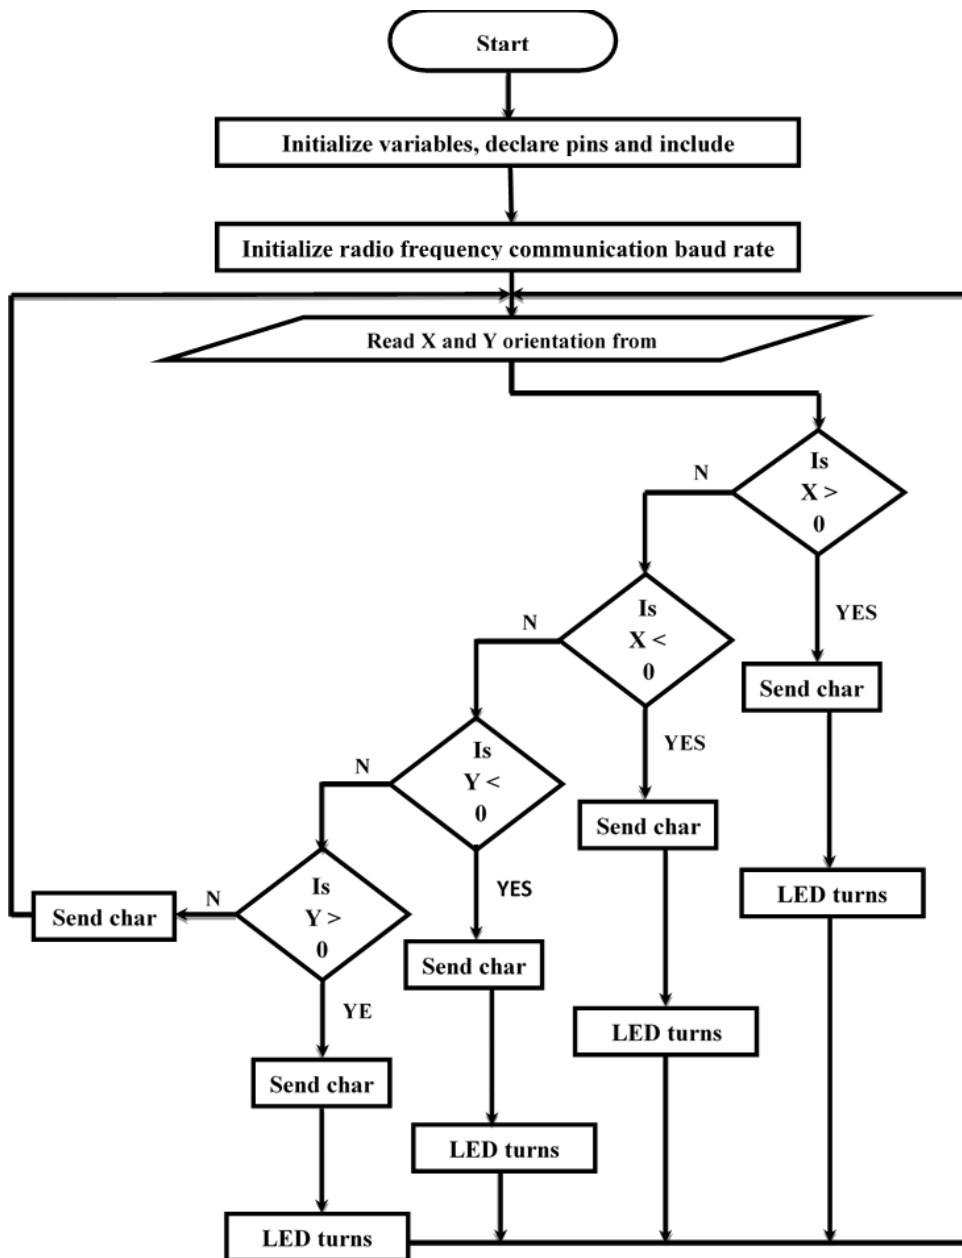 Start
Initialize variables, declare pins and include
Initialize radio frequency communication baud rate
Read X and Y orientation from
Is
X >
0
N
YES
Send char
LED turns
Is
X <
0
N
YES
Send char
LED turns
Is
Y <
0
N
YES
Send char
LED turns
Is
Y >
0
N
Send char
YE
Send char
LED turns